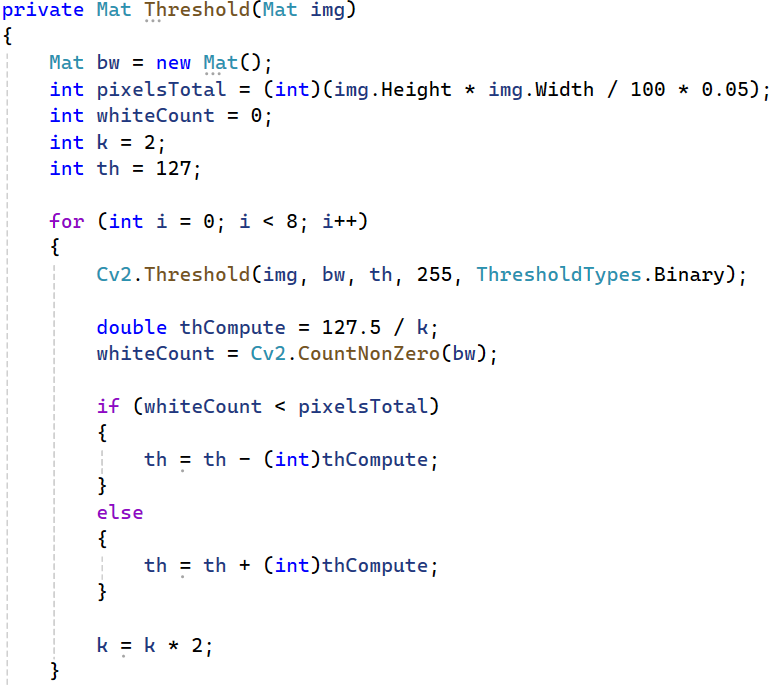 private Mat Threshold(Mat img)
{
    Mat bw = new Mat();
    int pixelsTotal = (int)(img.Height * img.Width / 100 * 0.05);
    int whiteCount = 0;
    int k = 2;
    int th = 127;

    for (int i = 0; i < 8; i++)
    {
        Cv2.Threshold(img, bw, th, 255, ThresholdTypes.Binary);

        double thCompute = 127.5 / k;
        whiteCount = Cv2.CountNonZero(bw);

        if (whiteCount < pixelsTotal)
        {
            th = th - (int)thCompute;
        }
        else
        {
            th = th + (int)thCompute;
        }

        k = k * 2;
    }